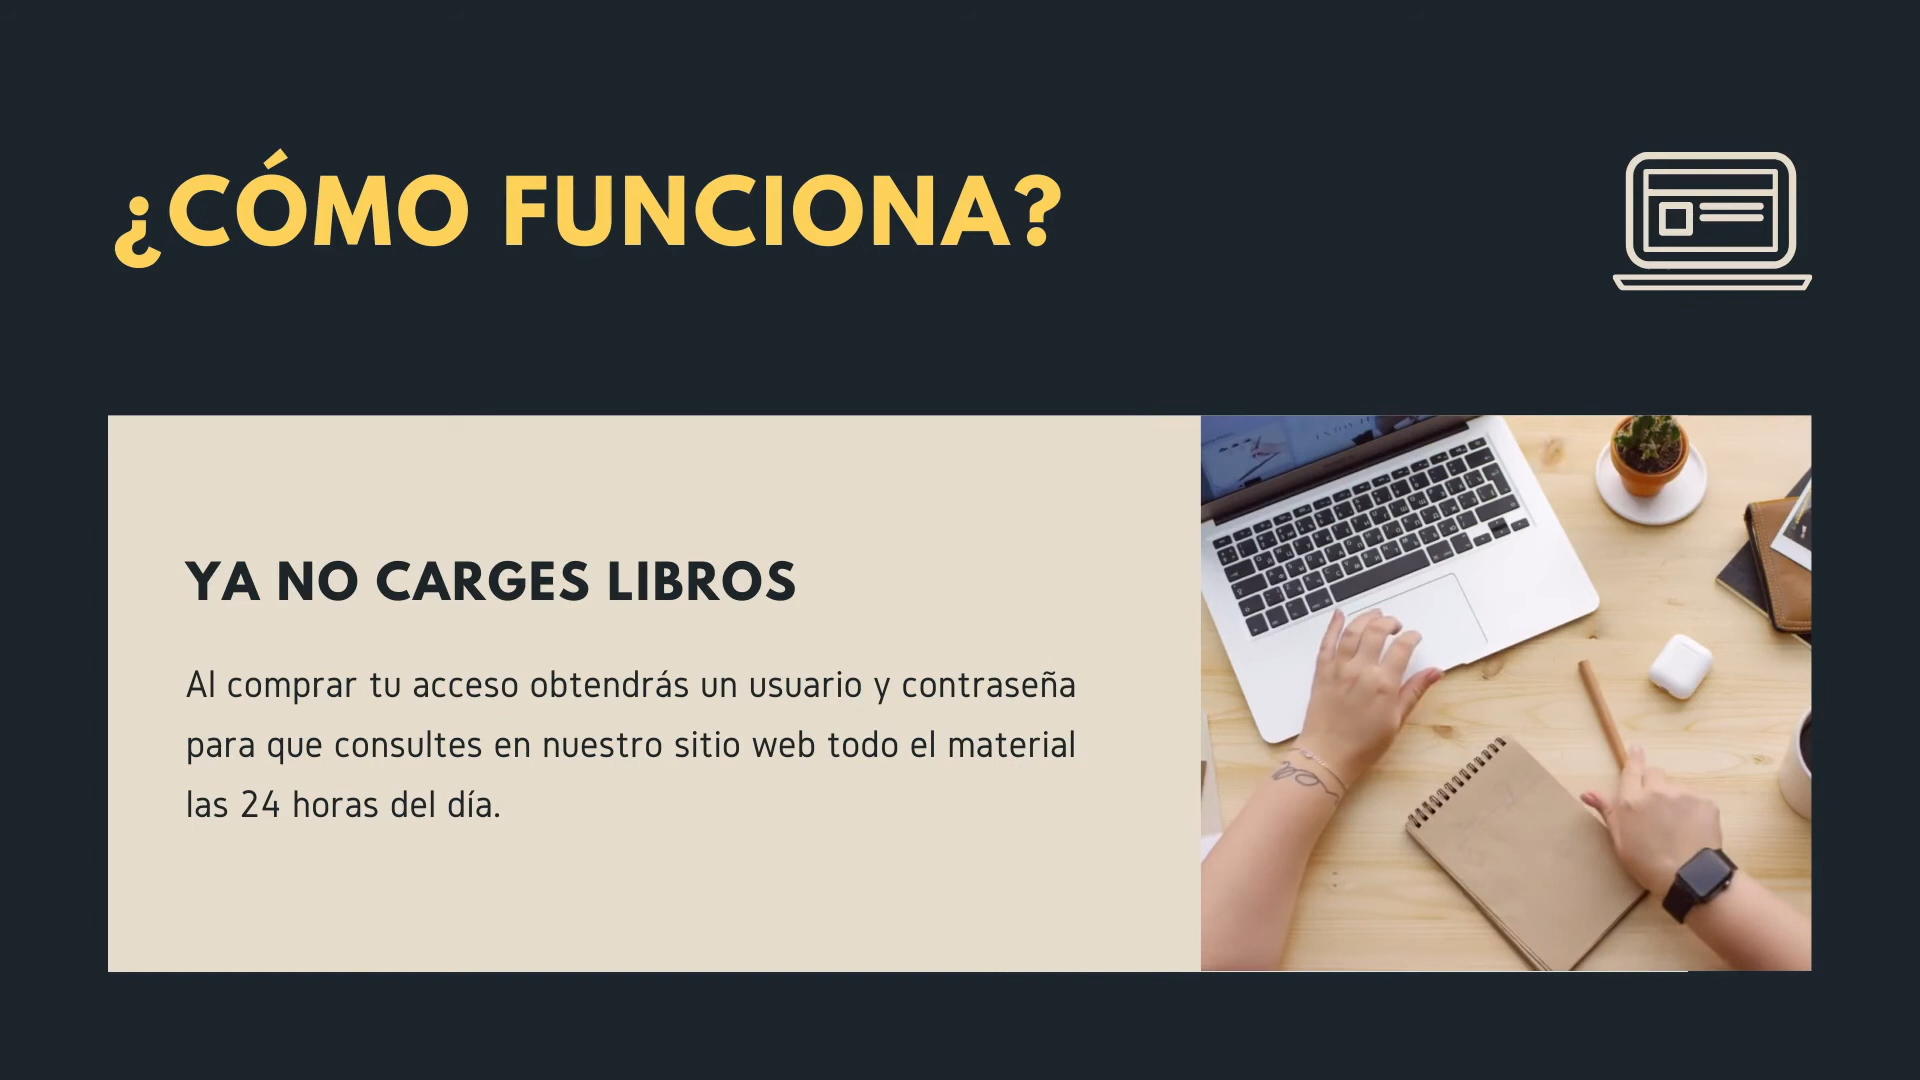 ¿CÓMO FUNCIONA?
YA NO CARGES LIBROS
Al comprar tu acceso obtendrás un usuario y contraseña
para que consultes en nuestro sitio web todo el material
las 24 horas del día.